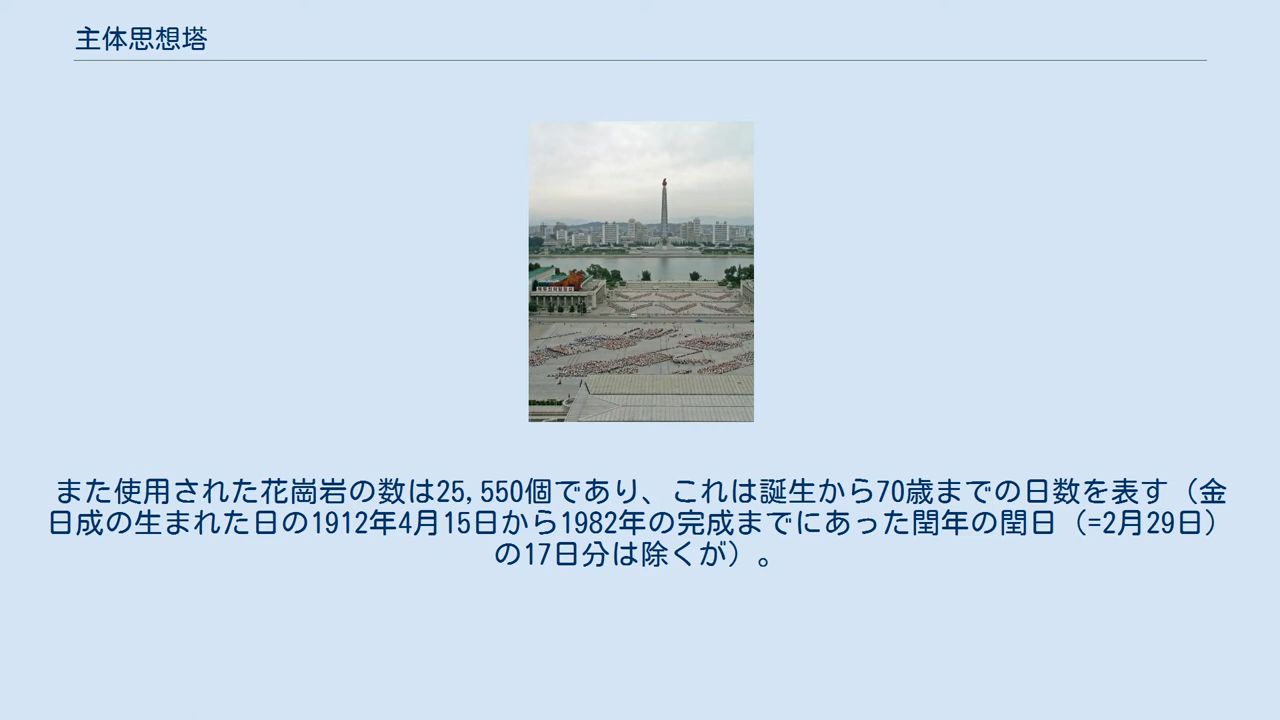 主体思想塔
また使用された花崗岩の数は25,550個であり、これは誕生から70歳までの日数を表す（金
日成の生まれた日の1912年4月15日から1982年の完成までにあった閏年の閏日（=2月29日）
の17日分は除くが）。